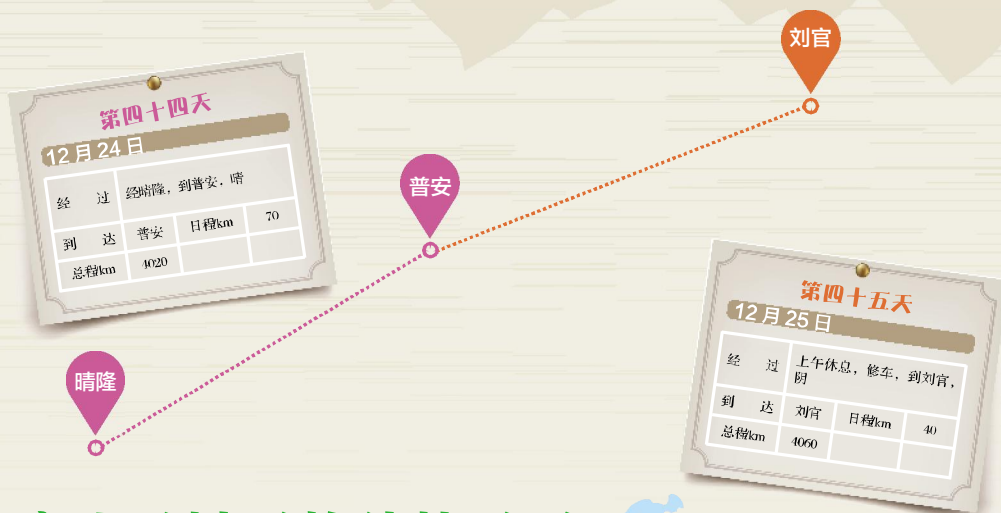 刘官
第四十四天
12月24日
经 过 经晴隆，到普安．晴
到 达 普安 日程km 70
总程km 4020
普安
第四十五天
12月25日
经 过 上午休息，修车，到刘官，
阴
到 达 刘官 日程km 40
总程km 4060
晴隆